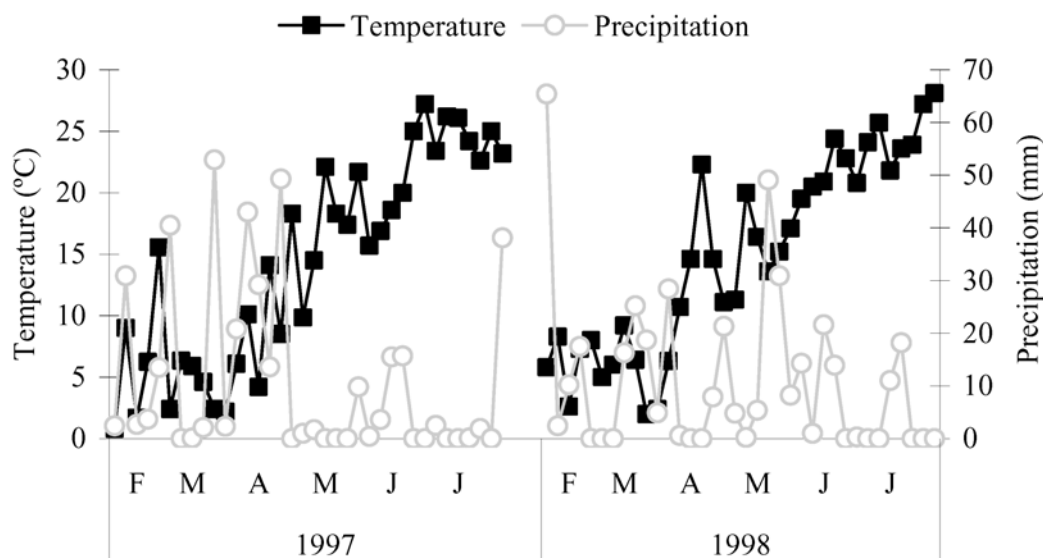 Temperature Precipitation
30 70
25 60
20 50
15 40
10 30
5 20
0 10
0
Temperature (ºC)
Precipitation (mm)
F M A M J J F M A M J J
1997 1998